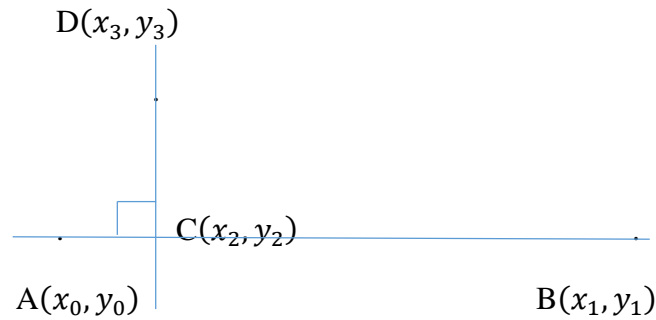 D(x₃, y₃)
C(x₂, y₂)
A(x₀, y₀)
B(x₁, y₁)